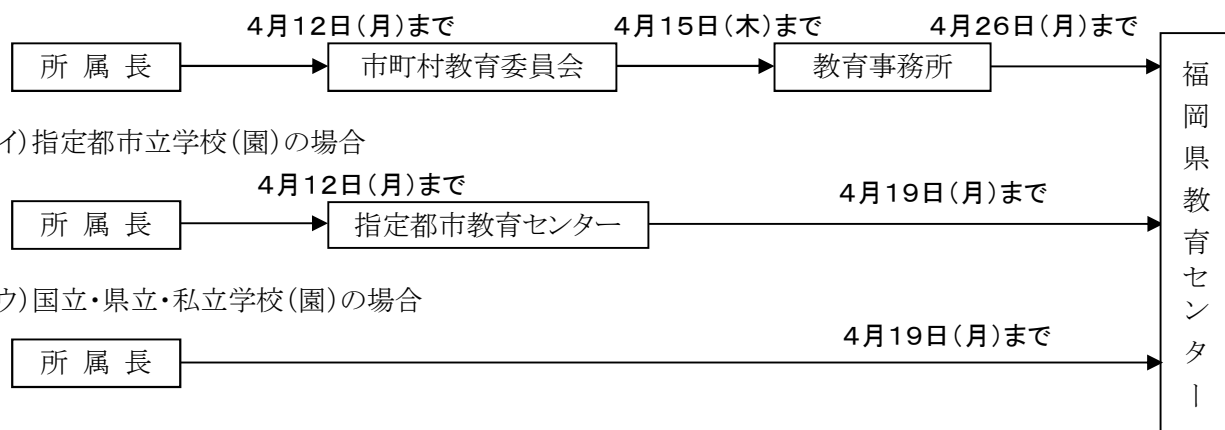 4月12日(月)まで 4月15日(木)まで 4月26日(月)まで
所属長 市町村教育委員会 教育事務所
イ)指定都市立学校(園)の場合
4月12日(月)まで 4月19日(月)まで
所属長 指定都市教育センター
ウ)国立・県立・私立学校(園)の場合
4月19日(月)まで
所属長
福岡県教育センター